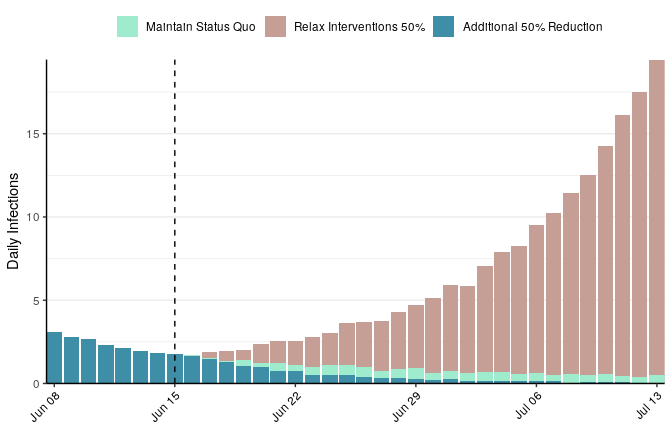 Maintain Status Quo Relax Interventions 50% Additional 50% Reduction
Daily Infections
15
10
5
0
Jun 08 Jun 15 Jun 22 Jun 29 Jul 06 Jul 13